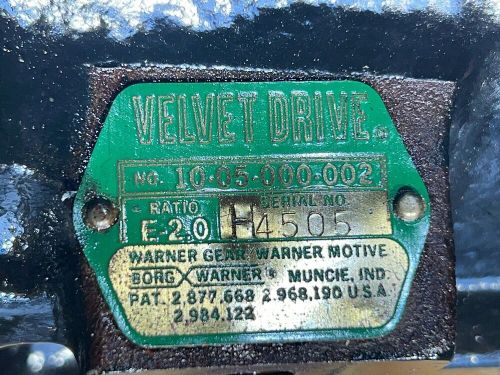 VELVET DRIVE
NO. 10-05-000-002
RATIO SERIAL NO.
E-2.0 H4505
WARNER GEAR/WARNER MOTIVE
BORG WARNER® MUNCIE, IND.
PAT. 2,877,668 2,968,190 U.S.A.
2,984,122